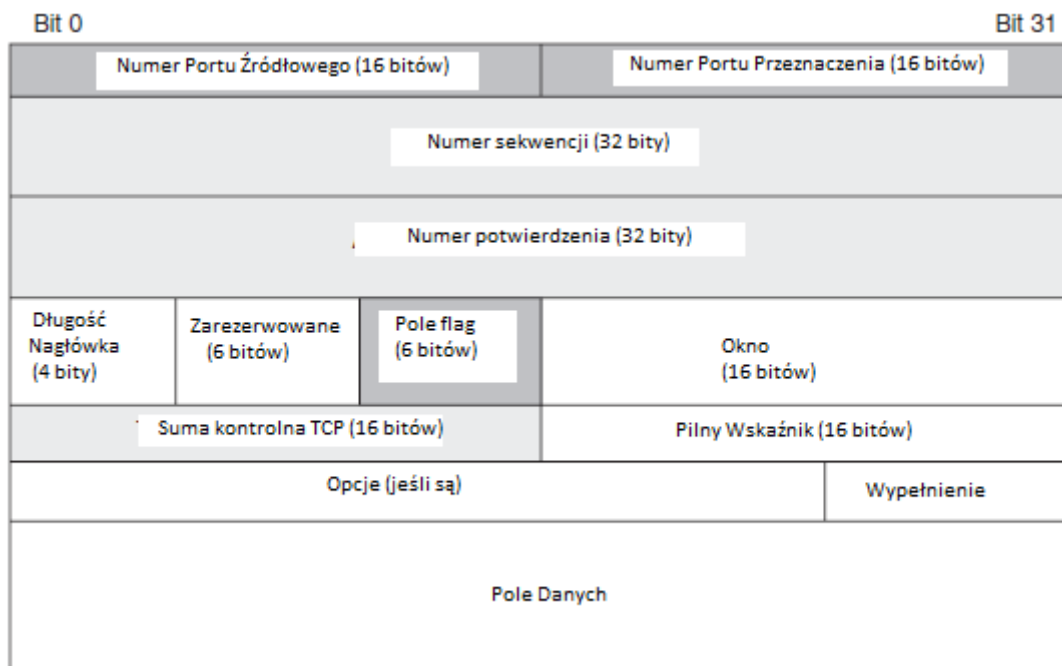 Bit 0
Bit 31
Numer Portu Źródłowego (16 bitów)
Numer Portu Przeznaczenia (16 bitów)
Numer sekwencji (32 bity)
Numer potwierdzenia (32 bity)
Długość
Nagłówka
(4 bity)
Zarezerwowane
(6 bitów)
Pole flag
(6 bitów)
Okno
(16 bitów)
Suma kontrolna TCP (16 bitów)
Pilny Wskaźnik (16 bitów)
Opcje (jeśli są)
Wypełnienie
Pole Danych